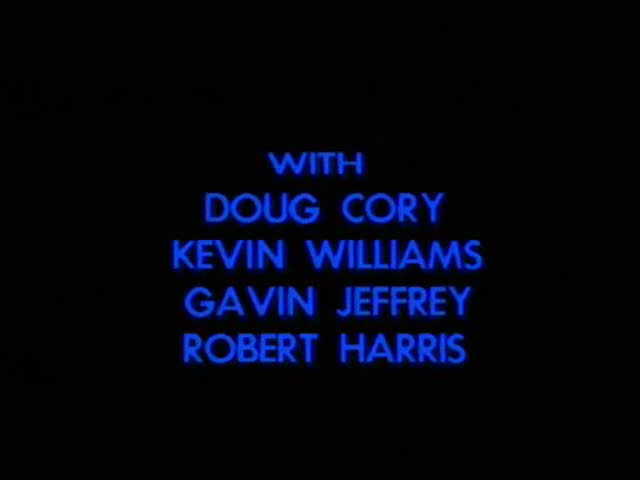 WITH
DOUG CORY
KEVIN WILLIAMS
GAVIN JEFFREY
ROBERT HARRIS